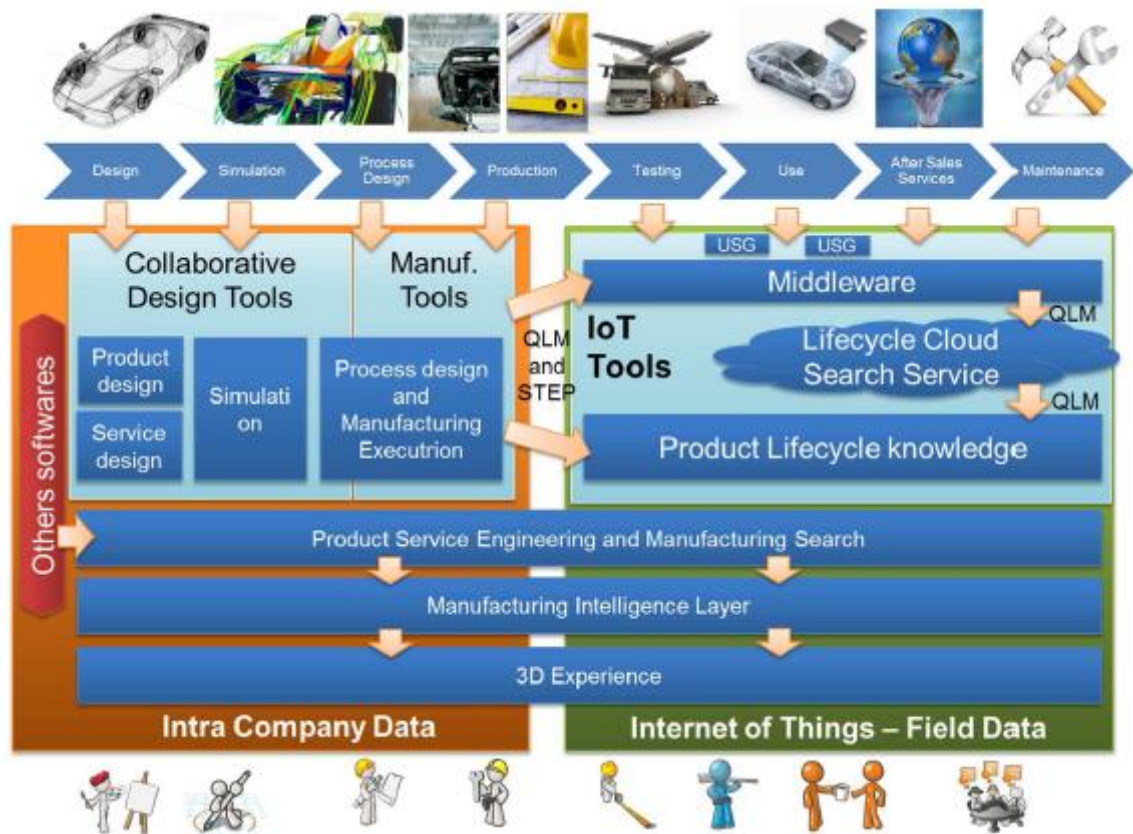 Design
Simulation
Process
Design
Production
Testing
Use
After Sales
Services
Maintenance
Collaborative
Design Tools
Manuf.
Tools
Product
design
Service
design
Simulati
on
Process design
and
Manufacturing
Executrion
QLM
and
STEP
USG
USG
Middleware
IoT
Tools
QLM
Lifecycle Cloud
Search Service
QLM
Product Lifecycle knowledge
Others softwares
Product Service Engineering and Manufacturing Search
Manufacturing Intelligence Layer
3D Experience
Intra Company Data
Internet of Things – Field Data